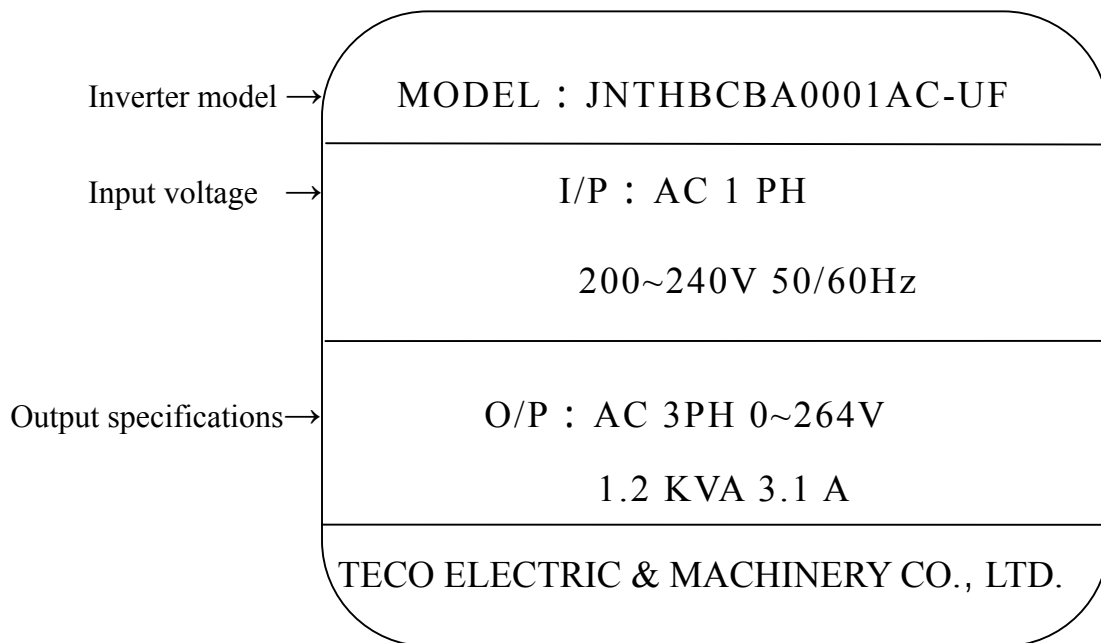 Inverter model → MODEL : JNTHBCBA0001AC-UF
Input voltage → I/P : AC 1 PH
200~240V 50/60Hz
Output specifications→ O/P : AC 3PH 0~264V
1.2 KVA 3.1 A
TECO ELECTRIC & MACHINERY CO., LTD.